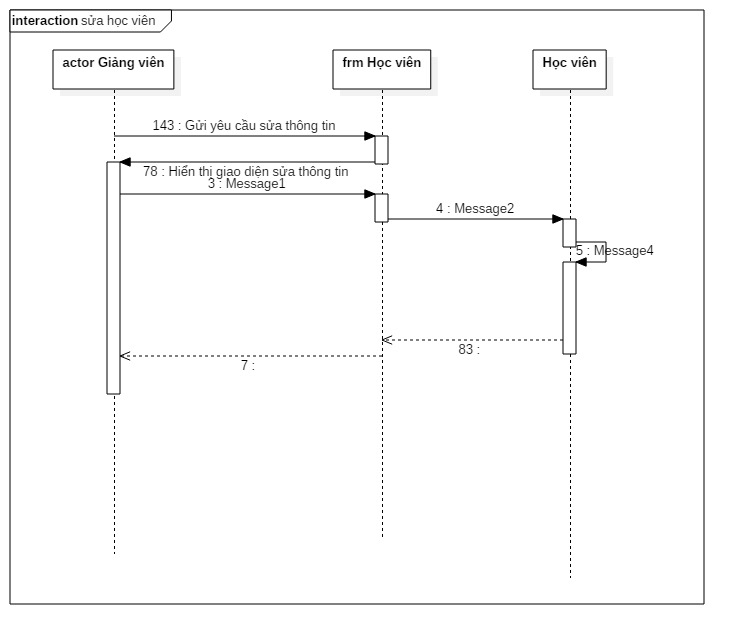 interaction sửa học viên
actor Giảng viên
frm Học viên
Học viên
143 : Gửi yêu cầu sửa thông tin
78 : Hiển thị giao diện sửa thông tin
3 : Message1
4 : Message2
5 : Message4
83 :
7 :